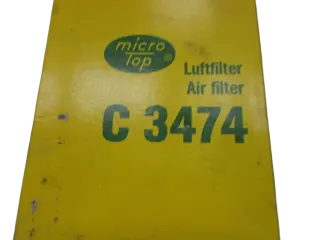 micro
Top ®
Luftfilter
Air filter
C 3474